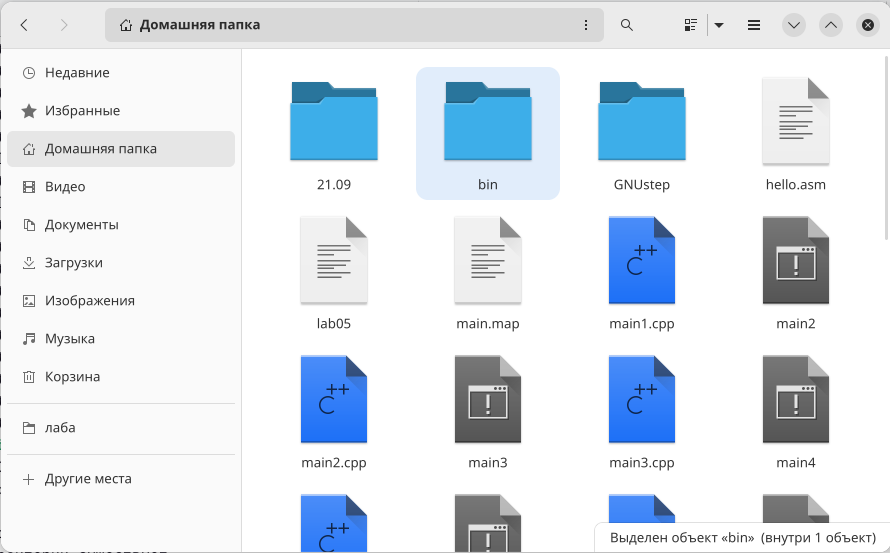 Домашняя папка
Недавние
Избранные
Домашняя папка
Видео
Документы
Загрузки
Изображения
Музыка
Корзина
лаба
Другие места
21.09
bin
GNUstep
hello.asm
lab05
main.map
main1.cpp
main2
main2.cpp
main3
main3.cpp
main4
Выделен объект «bin» (внутри 1 объект)